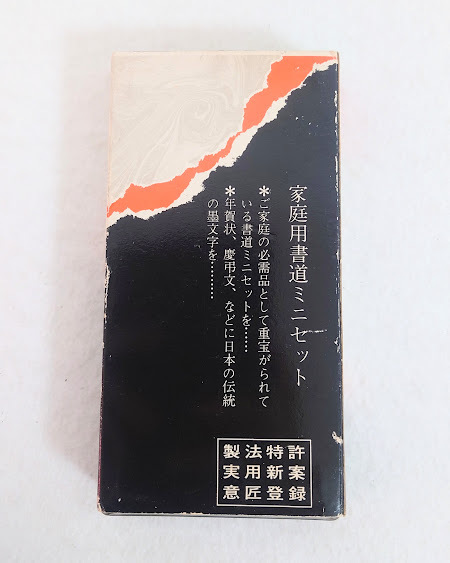 家庭用書道ミニセット
＊ご家庭の必需品として重宝がられて
いる書道ミニセットを……
＊年賀状、慶弔文、などに日本の伝統
の墨文字を………
製法特許
実用新案
意匠登録